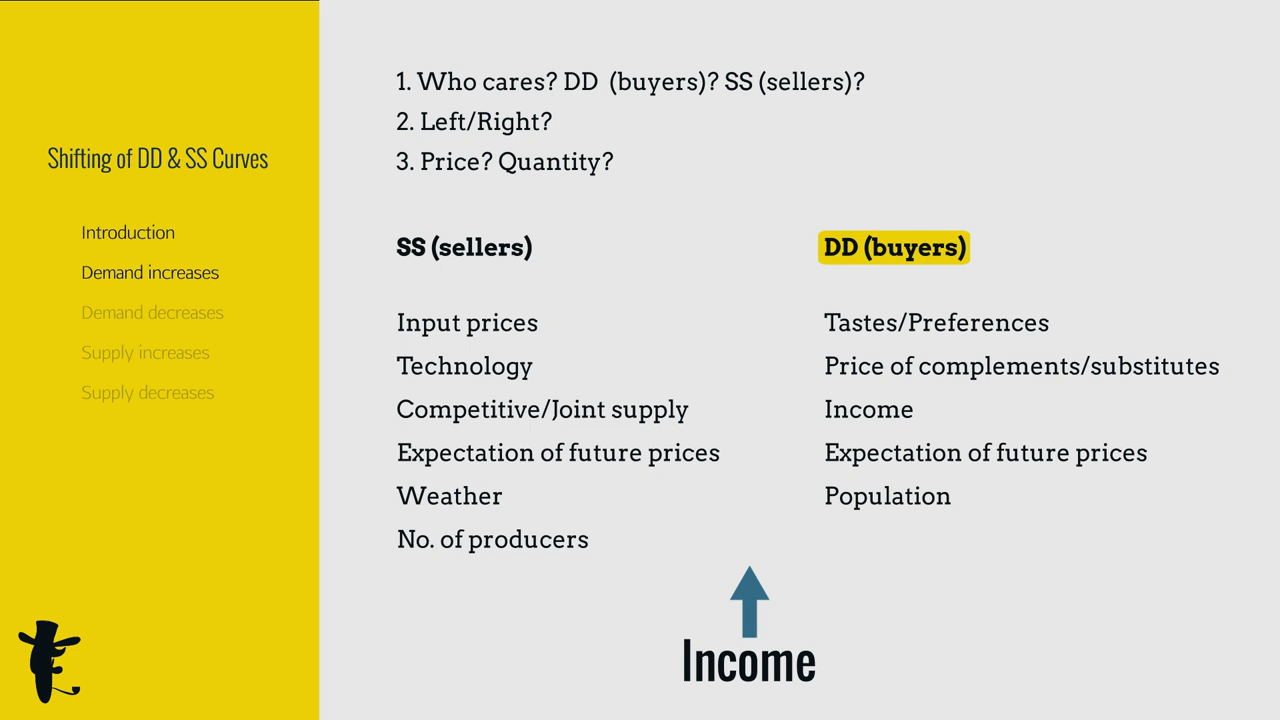 Shifting of DD & SS Curves
Introduction
Demand increases
Demand decreases
Supply increases
Supply decreases
1. Who cares? DD (buyers)? SS (sellers)?
2. Left/Right?
3. Price? Quantity?
SS (sellers)
Input prices
Technology
Competitive/Joint supply
Expectation of future prices
Weather
No. of producers
DD (buyers)
Tastes/Preferences
Price of complements/substitutes
Income
Expectation of future prices
Population
Income